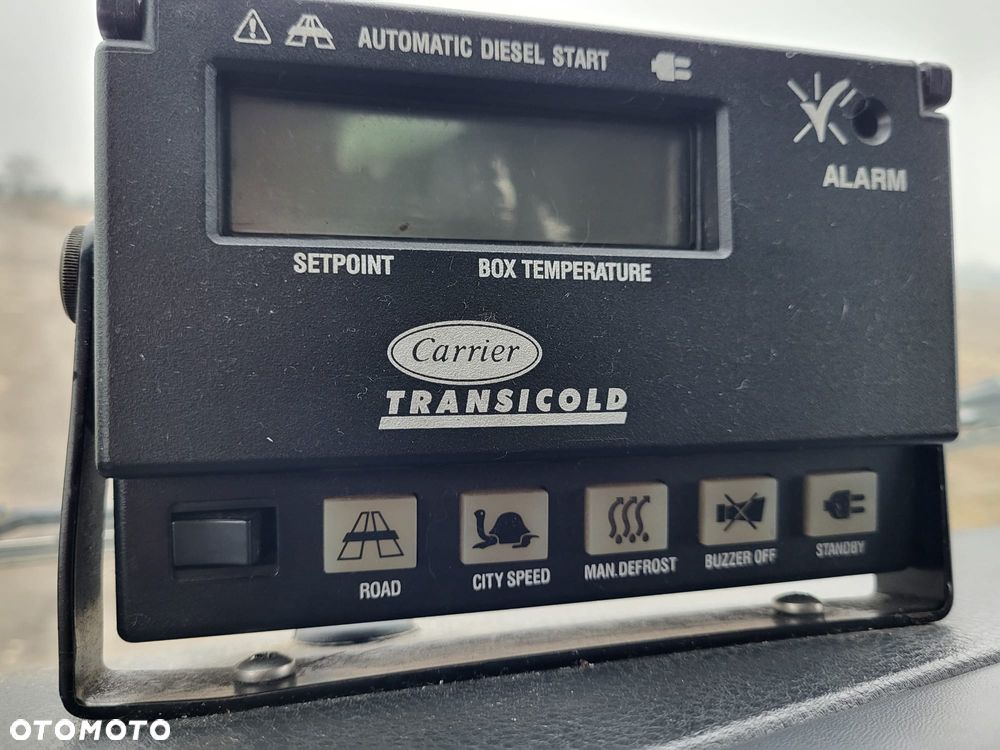 AUTOMATIC DIESEL START
ALARM
SETPOINT
BOX TEMPERATURE
Carrier
TRANSICOLD
ROAD
CITY SPEED
MAN.DEFROST
BUZZER OFF
STANDBY
OTOMOTO